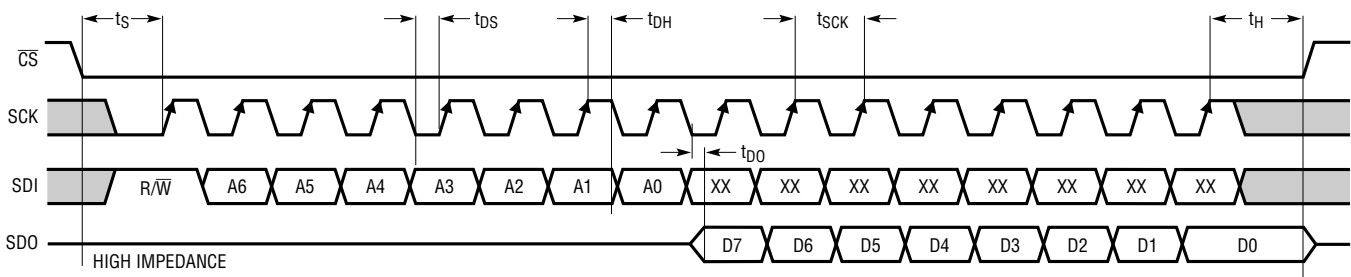 tS tDS tDH tSCK tH
CS
SCK
tDO
SDI R/W A6 A5 A4 A3 A2 A1 A0 XX XX XX XX XX XX XX XX
SDO D7 D6 D5 D4 D3 D2 D1 D0
HIGH IMPEDANCE